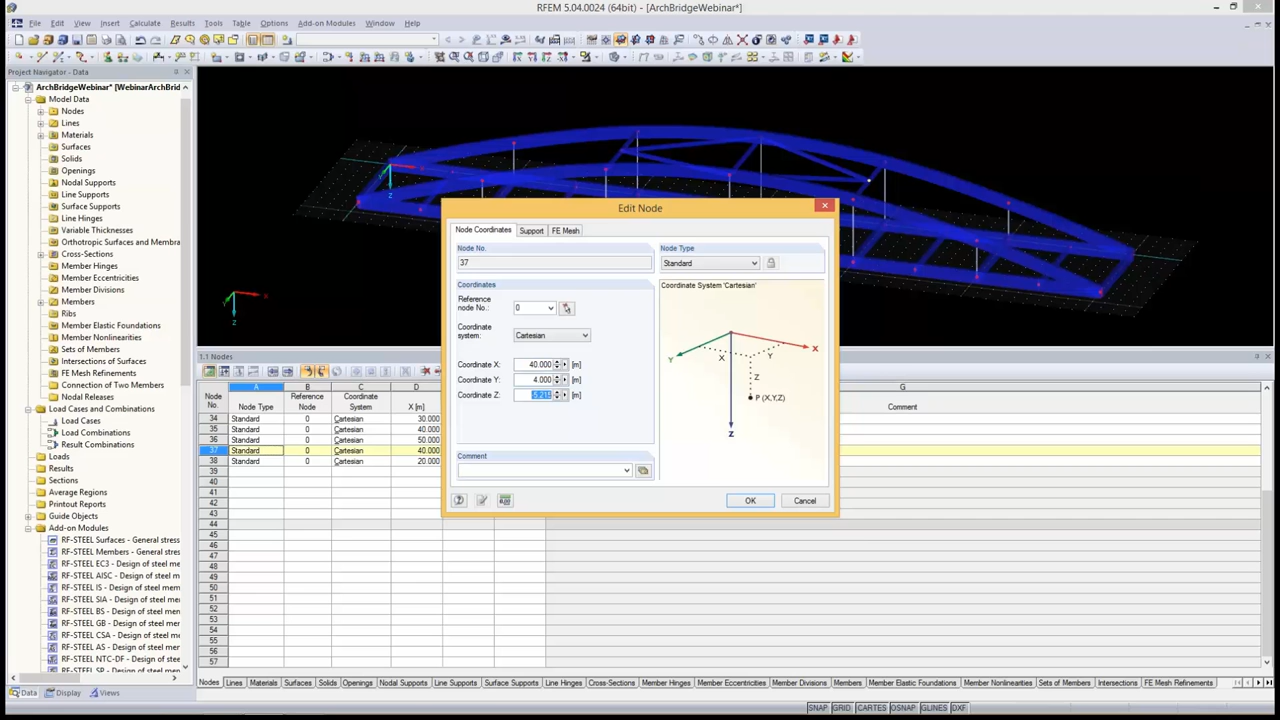 RFEM 5.04.0024 (64bit) - [ArchBridgeWebinar*]
File Edit View Insert Calculate Results Tools Table Options Add-on Modules Window Help
Project Navigator - Data
ArchBridgeWebinar* [WebinarArchBrid
Model Data
Nodes
Lines
Materials
Surfaces
Solids
Openings
Nodal Supports
Line Supports
Surface Supports
Line Hinges
Variable Thicknesses
Orthotropic Surfaces and Membra
Cross-Sections
Member Hinges
Member Eccentricities
Member Divisions
Members
Ribs
Member Elastic Foundations
Member Nonlinearities
Sets of Members
Intersections of Surfaces
FE Mesh Refinements
Connection of Two Members
Nodal Releases
Load Cases and Combinations
Load Cases
Load Combinations
Result Combinations
Loads
Results
Sections
Average Regions
Printout Reports
Guide Objects
Add-on Modules
RF-STEEL Surfaces - General stress
RF-STEEL Members - General stress
RF-STEEL EC3 - Design of steel mem
RF-STEEL AISC - Design of steel me
RF-STEEL IS - Design of steel mem
RF-STEEL SIA - Design of steel mem
RF-STEEL BS - Design of steel mem
RF-STEEL GB - Design of steel mem
RF-STEEL CSA - Design of steel me
RF-STEEL AS - Design of steel mem
RF-STEEL NTC-DF - Design of steel
RF-STEEL SP - Design of steel mem
Data Display Views
X
Y
Z
Z
Edit Node
Node Coordinates Support FE Mesh
Node No.
37
Node Type
Standard
Coordinates
Reference node No.: 0
Coordinate system: Cartesian
Coordinate X: 40.000 [m]
Coordinate Y: 4.000 [m]
Coordinate Z: [m]
Coordinate System 'Cartesian'
X
Y
Z
X
Y
Z
P (X,Y,Z)
Comment
OK Cancel
1.1 Nodes
A B C D G
Node No. Node Type Reference Node Coordinate System X [m] Comment
34 Standard 0 Cartesian 30.000
35 Standard 0 Cartesian 40.000
36 Standard 0 Cartesian 50.000
37 Standard 0 Cartesian 40.000
38 Standard 0 Cartesian 20.000
39
40
41
42
43
44
45
46
47
48
49
50
51
52
53
54
55
56
57
Nodes Lines Materials Surfaces Solids Openings Nodal Supports Line Supports Surface Supports Line Hinges Cross-Sections Member Hinges Member Eccentricities Member Divisions Members Member Elastic Foundations Member Nonlinearities Sets of Members Intersections FE Mesh Refinements
SNAP GRID CARTES OSNAP GLINES DXF